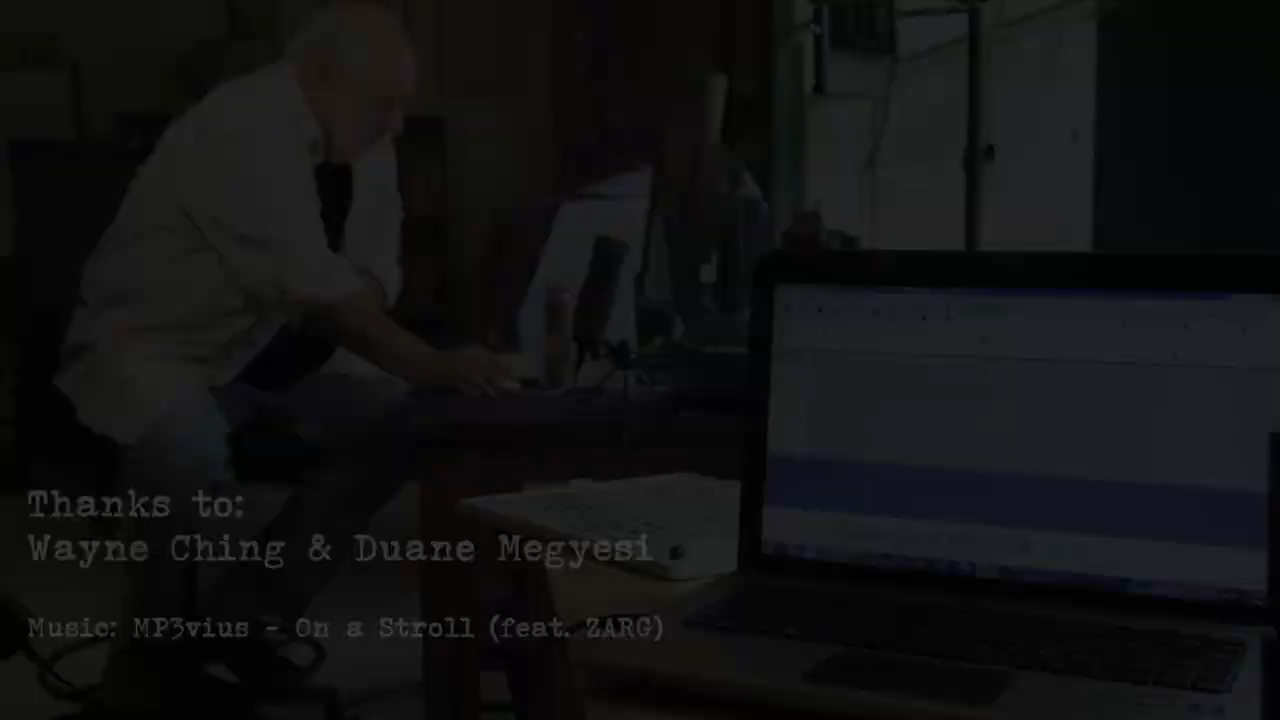 Thanks to:
Wayne Ching & Duane Megyesi
Music: MP3vius - On a Stroll (feat. ZARG)